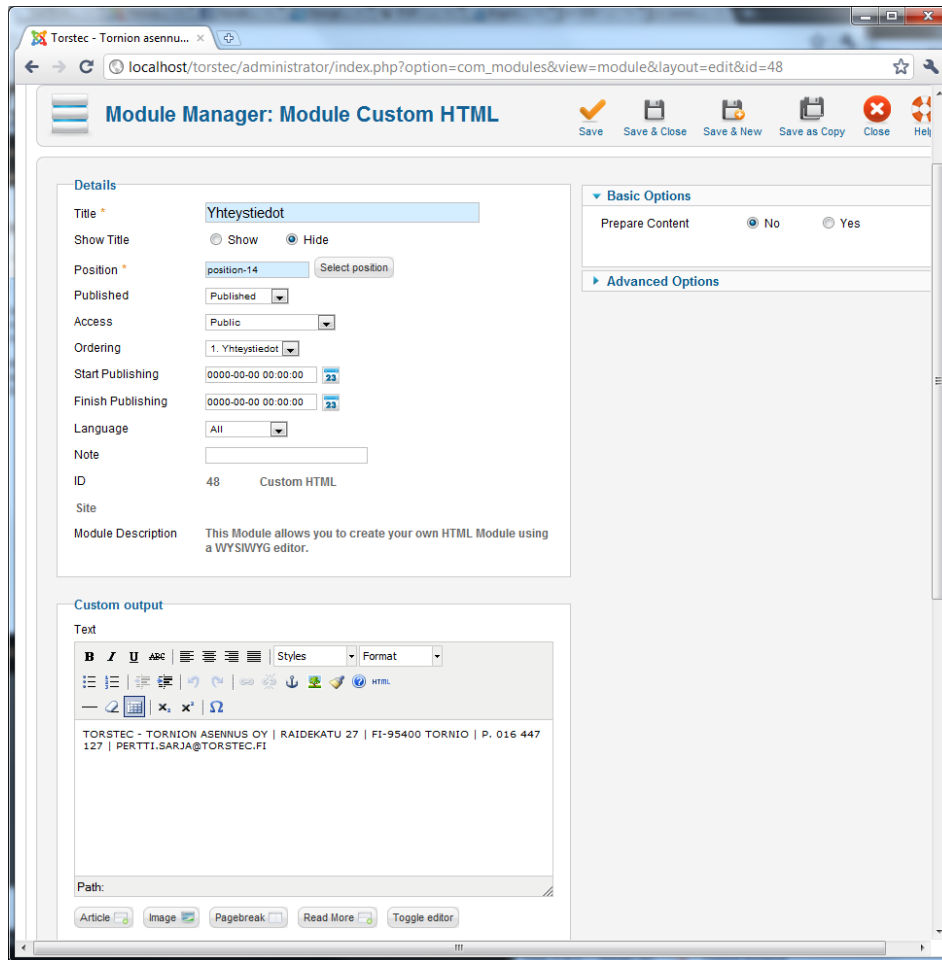 Torstec - Tornion asennu...
localhost/torstec/administrator/index.php?option=com_modules&view=module&layout=edit&id=48
Module Manager: Module Custom HTML
Save
Save & Close
Save & New
Save as Copy
Close
Help
Details
Title *
Yhteystiedot
Show Title
Show
Hide
Position *
position-14
Select position
Published
Published
Access
Public
Ordering
1. Yhteystiedot
Start Publishing
0000-00-00 00:00:00
23
Finish Publishing
0000-00-00 00:00:00
23
Language
All
Note
ID
48
Custom HTML
Site
Module Description
This Module allows you to create your own HTML Module using
a WYSIWYG editor.
Basic Options
Prepare Content
No
Yes
Advanced Options
Custom output
Text
B I U ABC
Styles
Format
HTML
x₂ x² Ω
TORSTEC - TORNION ASENNUS OY | RAIDEKATU 27 | FI-95400 TORNIO | P. 016 447
127 | PERTTI.SARJA@TORSTEC.FI
Path:
Article
Image
Pagebreak
Read More
Toggle editor